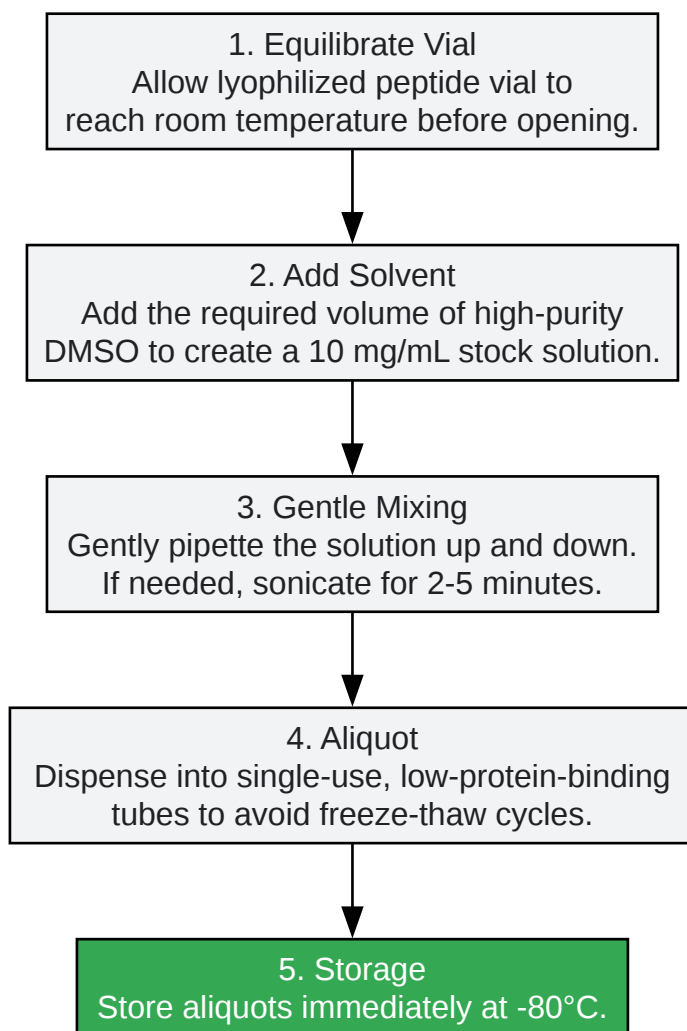 1. Equilibrate Vial
Allow lyophilized peptide vial to
reach room temperature before opening.
2. Add Solvent
Add the required volume of high-purity
DMSO to create a 10 mg/mL stock solution.
3. Gentle Mixing
Gently pipette the solution up and down.
If needed, sonicate for 2-5 minutes.
4. Aliquot
Dispense into single-use, low-protein-binding
tubes to avoid freeze-thaw cycles.
5. Storage
Store aliquots immediately at -80°C.